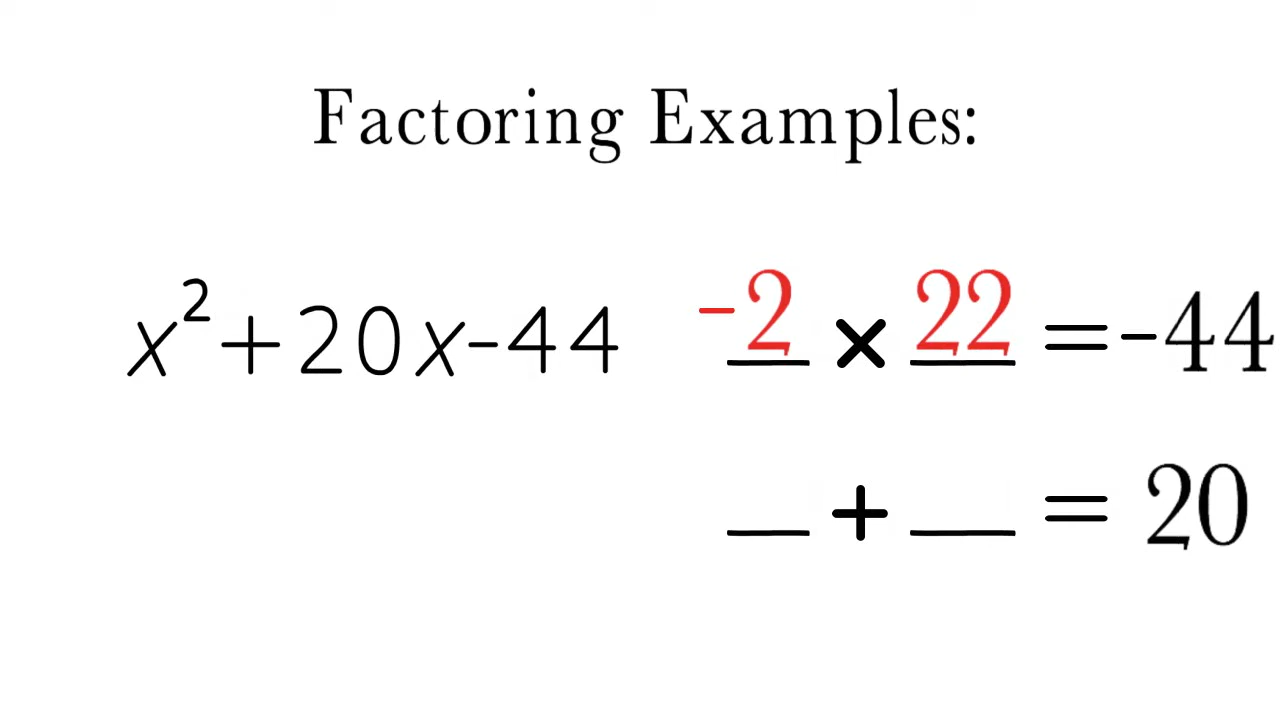 Factoring Examples:
x²+20x-44 -2 × 22 =-44
__ + __ = 20